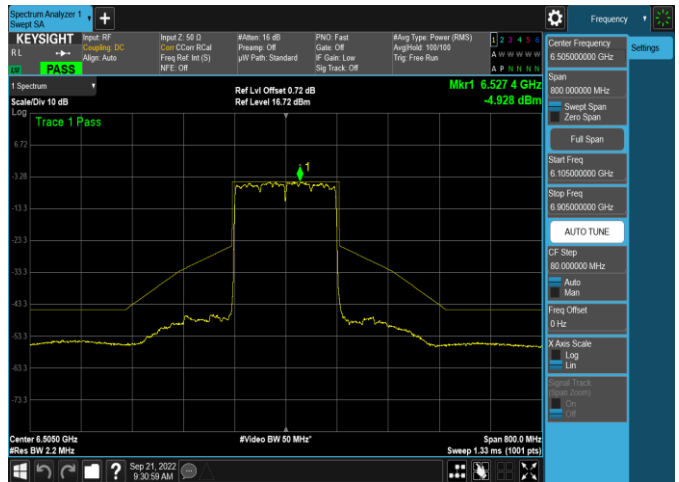 Spectrum Analyzer 1
Swept SA
+
Frequency
KEYSIGHT
RL
PASS
Input: RF
Coupling: DC
Align: Auto
Input Z: 50 Ω
Corr CCorr RCal
Freq Ref: Int (S)
NFE: Off
#Atten: 16 dB
Preamp: Off
µW Path: Standard
PNO: Fast
Gate: Off
IF Gain: Low
Sig Track: Off
#Avg Type: Power (RMS)
Avg|Hold: 100/100
Trig: Free Run
1 2 3 4 5 6
A W W W W W
A P N N N N
1 Spectrum
Scale/Div 10 dB
Log
Ref Lvl Offset 0.72 dB
Ref Level 16.72 dBm
Mkr1 6.527 4 GHz
-4.928 dBm
Trace 1 Pass
1
6.72
-3.28
-13.3
-23.3
-33.3
-43.3
-53.3
-63.3
-73.3
Center 6.5050 GHz
#Res BW 2.2 MHz
#Video BW 50 MHz*
Span 800.0 MHz
Sweep 1.33 ms (1001 pts)
?
Sep 21, 2022
9:30:59 AM
Settings
Center Frequency
6.505000000 GHz
Span
800.000000 MHz
Swept Span
Zero Span
Full Span
Start Freq
6.105000000 GHz
Stop Freq
6.905000000 GHz
AUTO TUNE
CF Step
80.000000 MHz
Auto
Man
Freq Offset
0 Hz
X Axis Scale
Log
Lin
Signal Track
(Span Zoom)
On
Off